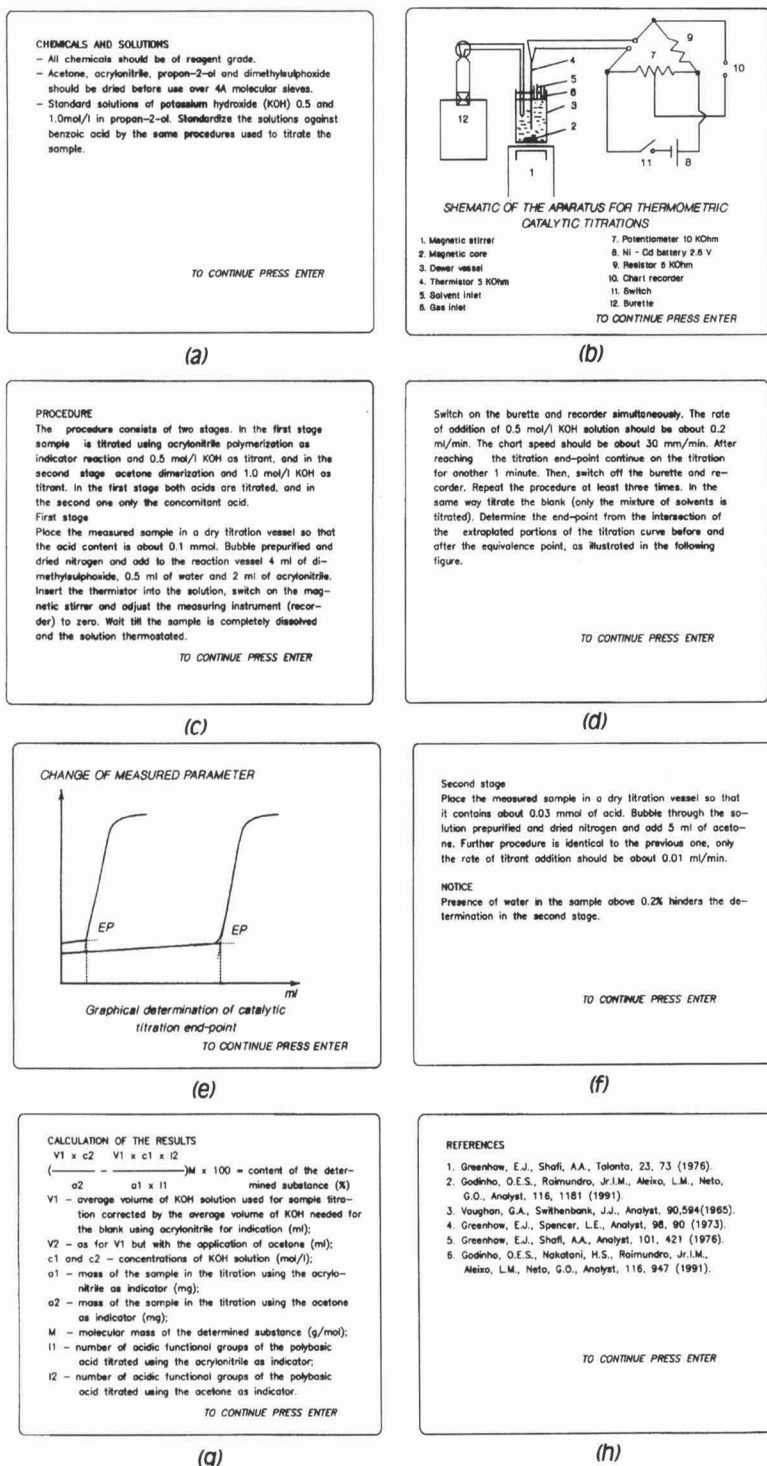 CHEMICALS AND SOLUTIONS
– All chemicals should be of reagent grade.
– Acetone, acrylonitrile, propan–2–ol and dimethylsulphoxide
should be dried before use over 4A molecular sieves.
– Standard solutions of potassium hydroxide (KOH) 0.5 and
1.0mol/l in propan–2–ol. Standardize the solutions against
benzoic acid by the same procedures used to titrate the
sample.
TO CONTINUE PRESS ENTER
(a)
4
5
6
3
2
1
12
9
7
10
11
8
SHEMATIC OF THE APARATUS FOR THERMOMETRIC
CATALYTIC TITRATIONS
1. Magnetic stirrer
2. Magnetic core
3. Dewer vessel
4. Thermistor 5 KOhm
5. Solvent inlet
6. Gas inlet
7. Potentiometer 10 KOhm
8. Ni - Cd battery 2.6 V
9. Resistor 6 KOhm
10. Chart recorder
11. Switch
12. Burette
TO CONTINUE PRESS ENTER
(b)
PROCEDURE
The procedure consists of two stages. In the first stage
sample is titrated using acrylonitrile polymerization as
indicator reaction and 0.5 mol/l KOH as titrant, and in the
second stage acetone dimerization and 1.0 mol/l KOH as
titrant. In the first stage both acids are titrated, and in
the second one only the concomitant acid.
First stage
Place the measured sample in a dry titration vessel so that
the acid content is about 0.1 mmol. Bubble prepurified and
dried nitrogen and add to the reaction vessel 4 ml of di–
methylsulphoxide, 0.5 ml of water and 2 ml of acrylonitrile.
Insert the thermistor into the solution, switch on the mag–
netic stirrer and adjust the measuring instrument (recor–
der) to zero. Wait till the sample is completely dissolved
and the solution thermostated.
TO CONTINUE PRESS ENTER
(c)
Switch on the burette and recorder simultaneously. The rate
of addition of 0.5 mol/l KOH solution should be about 0.2
ml/min. The chart speed should be about 30 mm/min. After
reaching the titration end–point continue on the titration
for another 1 minute. Then, switch off the burette and re–
corder. Repeat the procedure at least three times. In the
same way titrate the blank (only the mixture of solvents is
titrated). Determine the end–point from the intersection of
the extraplated portions of the titration curve before and
after the equivalence point, as illustrated in the following
figure.
TO CONTINUE PRESS ENTER
(d)
CHANGE OF MEASURED PARAMETER
EP
EP
ml
Graphical determination of catalytic
titration end-point
TO CONTINUE PRESS ENTER
(e)
Second stage
Place the measured sample in a dry titration vessel so that
it contains about 0.03 mmol of acid. Bubble through the so–
lution prepurified and dried nitrogen and add 5 ml of aceto–
ne. Further procedure is identical to the previous one, only
the rate of titrant addition should be about 0.01 ml/min.
NOTICE
Presence of water in the sample above 0.2% hinders the de–
termination in the second stage.
TO CONTINUE PRESS ENTER
(f)
CALCULATION OF THE RESULTS
V1 x c2 V1 x c1 x I2
(——— – ———)M x 100 = content of the deter–
a2 a1 x I1 mined substance (%)
V1 – average volume of KOH solution used for sample titra–
tion corrected by the average volume of KOH needed for
the blank using acrylonitrile for indication (ml);
V2 – as for V1 but with the application of acetone (ml);
c1 and c2 – concentrations of KOH solution (mol/l);
a1 – mass of the sample in the titration using the acrylo–
nitrile as indicator (mg);
a2 – mass of the sample in the titration using the acetone
as indicator (mg);
M – molecular mass of the determined substance (g/mol);
I1 – number of acidic functional groups of the polybasic
acid titrated using the acrylonitrile as indicator;
I2 – number of acidic functional groups of the polybasic
acid titrated using the acetone as indicator.
TO CONTINUE PRESS ENTER
(g)
REFERENCES
1. Greenhow, E.J., Shafi, A.A., Talanta, 23, 73 (1976).
2. Godinho, O.E.S., Raimundro, Jr.I.M., Aleixo, L.M., Neto,
G.O., Analyst, 116, 1181 (1991).
3. Vaughan, G.A., Swithenbank, J.J., Analyst, 90,594(1965).
4. Greenhow, E.J., Spencer, L.E., Analyst, 98, 90 (1973).
5. Greenhow, E.J., Shafi, A.A., Analyst, 101, 421 (1976).
6. Godinho, O.E.S., Nakatani, H.S., Raimundro, Jr.I.M.,
Aleixo, L.M., Neto, G.O., Analyst, 116, 947 (1991).
TO CONTINUE PRESS ENTER
(h)